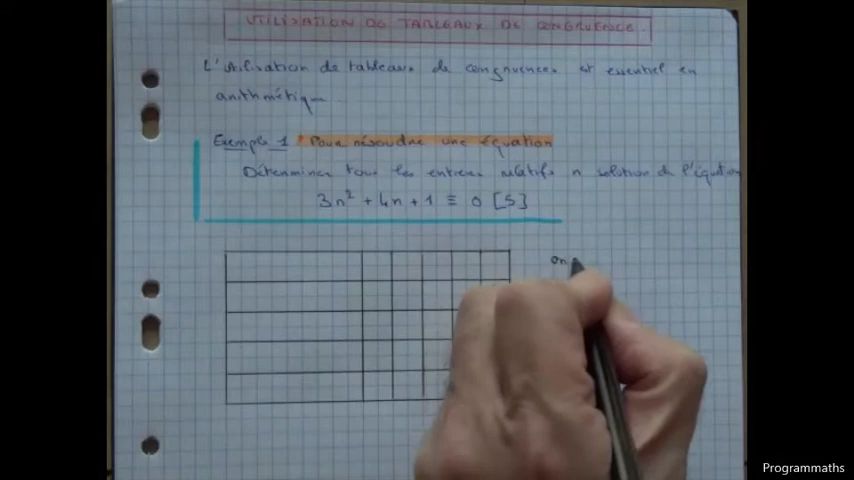 UTILISATION DE TABLEAUX DE CONGRUENCE.
L'utilisation de tableaux de congruences est essentiel en
arithmétique.
Exemple 1 : Pour résoudre une équation
Déterminer tous les entiers relatifs n solution de l'équation
3n² + 4n + 1 ≡ 0 [5]
on
Programmaths